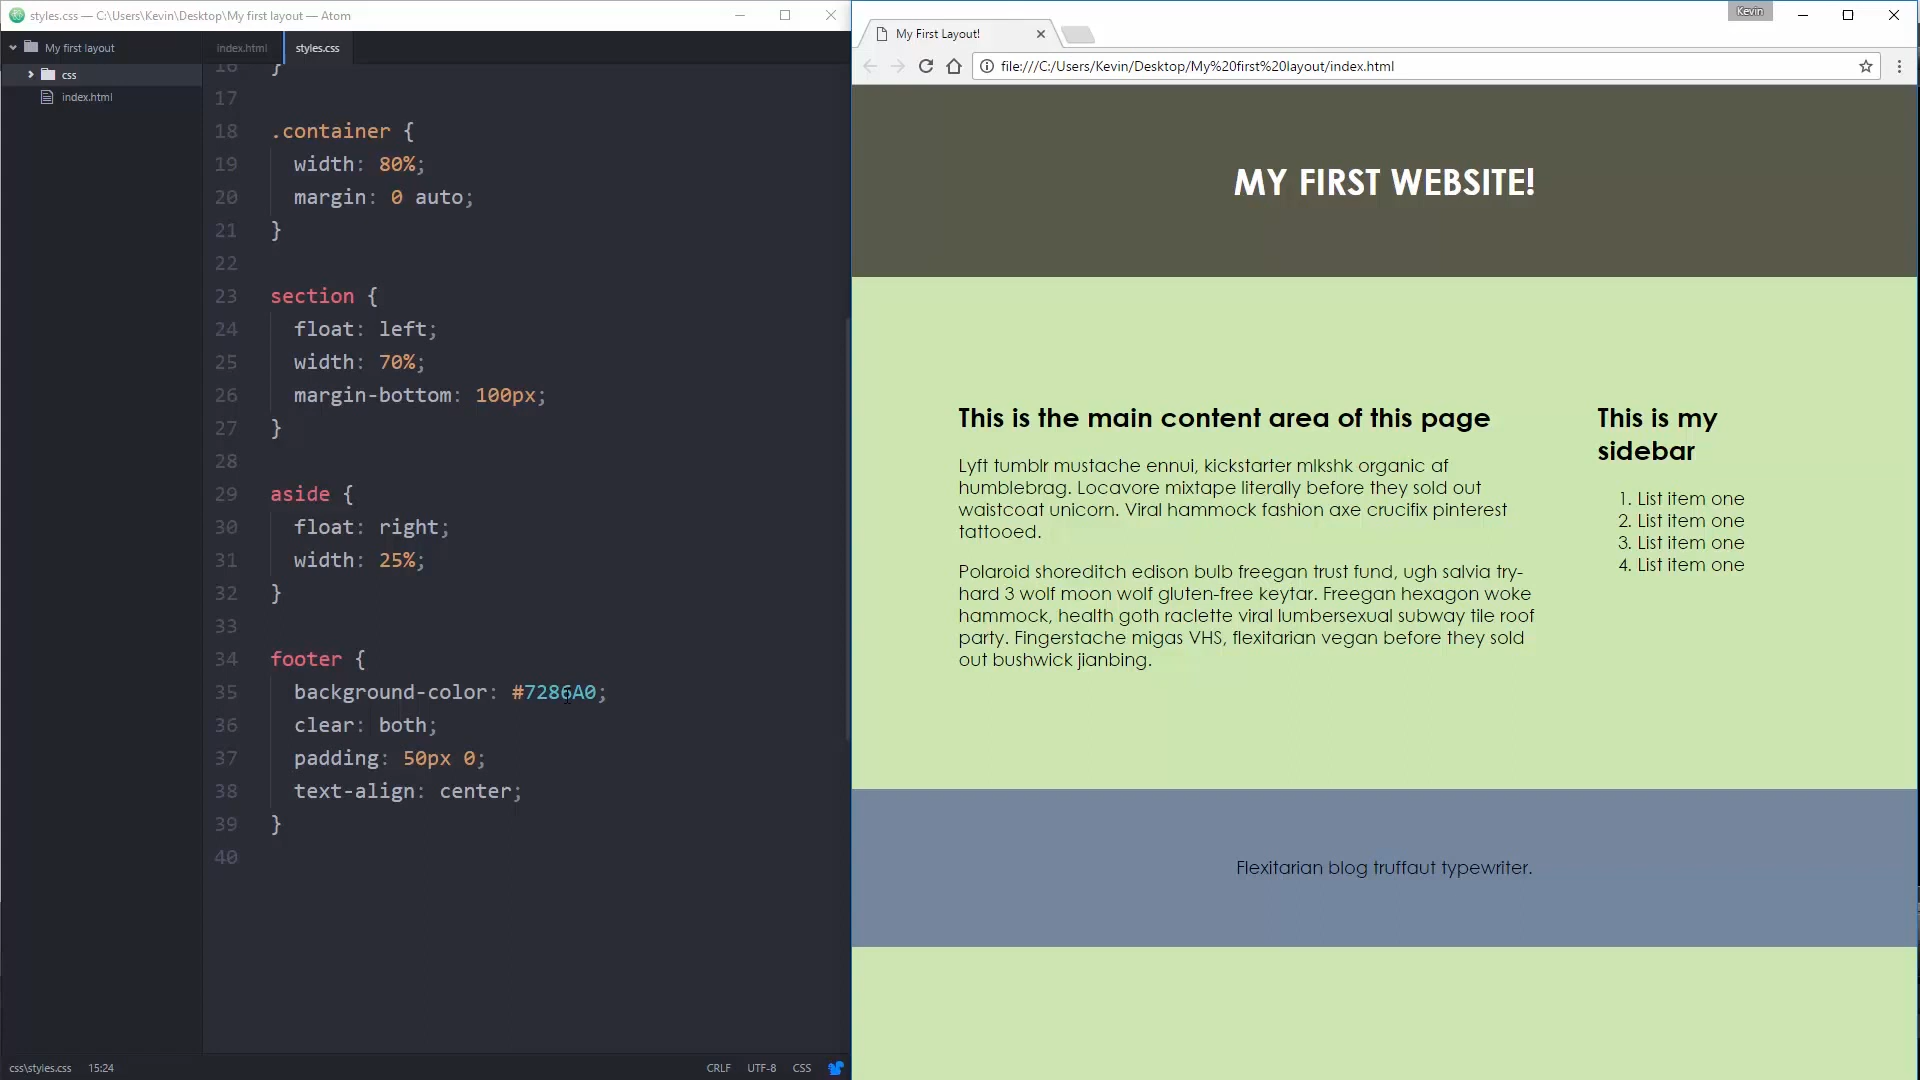 styles.css — C:\Users\Kevin\Desktop\My first layout — Atom
My first layout
css
index.html
index.html
styles.css
16 }
17
18 .container {
19 width: 80%;
20 margin: 0 auto;
21 }
22
23 section {
24 float: left;
25 width: 70%;
26 margin-bottom: 100px;
27 }
28
29 aside {
30 float: right;
31 width: 25%;
32 }
33
34 footer {
35 background-color: #7286A0;
36 clear: both;
37 padding: 50px 0;
38 text-align: center;
39 }
40
css\styles.css 15:24
CRLF UTF-8 CSS
Kevin
My First Layout!
file:///C:/Users/Kevin/Desktop/My%20first%20layout/index.html
MY FIRST WEBSITE!
This is the main content area of this page
Lyft tumblr mustache ennui, kickstarter mlkshk organic af
humblebrag. Locavore mixtape literally before they sold out
waistcoat unicorn. Viral hammock fashion axe crucifix pinterest
tattooed.
Polaroid shoreditch edison bulb freegan trust fund, ugh salvia try-
hard 3 wolf moon wolf gluten-free keytar. Freegan hexagon woke
hammock, health goth raclette viral lumbersexual subway tile roof
party. Fingerstache migas VHS, flexitarian vegan before they sold
out bushwick jianbing.
This is my
sidebar
1. List item one
2. List item one
3. List item one
4. List item one
Flexitarian blog truffaut typewriter.